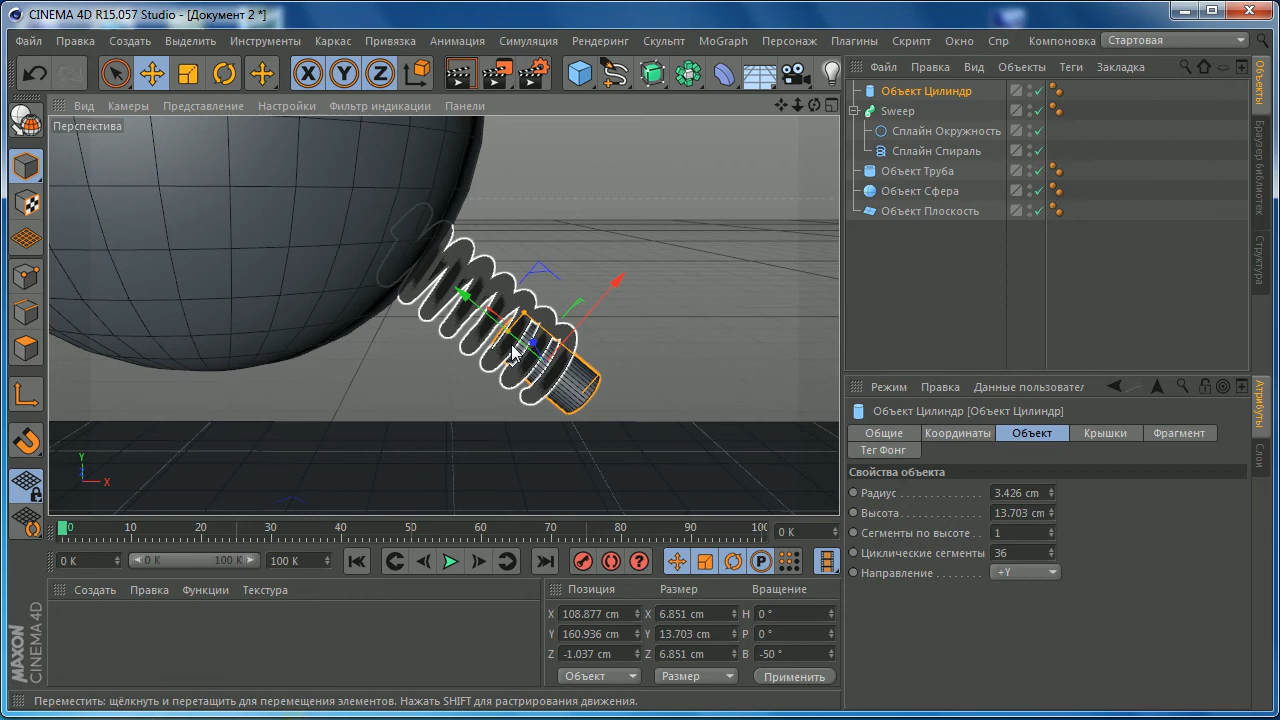 CINEMA 4D R15.057 Studio - [Документ 2 *]
Файл Правка Создать Выделить Инструменты Каркас Привязка Анимация Симуляция Рендеринг Скульпт MoGraph Персонаж Плагины Скрипт Окно Спр Компоновка Стартовая
X Y Z
Файл Правка Вид Объекты Теги Закладка
Вид Камеры Представление Настройки Фильтр индикации Панели
Перспектива
Объект Цилиндр
Sweep
Сплайн Окружность
Сплайн Спираль
Объект Труба
Объект Сфера
Объект Плоскость
Объекты
Браузер библиотек
Структура
Y
Z
X
Режим Правка Данные пользовател
Объект Цилиндр [Объект Цилиндр]
Общие Координаты Объект Крышки Фрагмент
Тег Фонг
Свойства объекта
Радиус 3.426 cm
Высота 13.703 cm
Сегменты по высоте 1
Циклические сегменты 36
Направление +Y
Атрибуты
Слои
0 10 20 30 40 50 60 70 80 90 100 0 K
0 K 0 K 100 K 100 K P
Создать Правка Функции Текстура
Позиция Размер Вращение
X 108.877 cm X 6.851 cm H 0 °
Y 160.936 cm Y 13.703 cm P 0 °
Z -1.037 cm Z 6.851 cm B -50 °
Объект Размер Применить
MAXON
CINEMA 4D
Переместить: щёлкнуть и перетащить для перемещения элементов. Нажать SHIFT для растрирования движения.